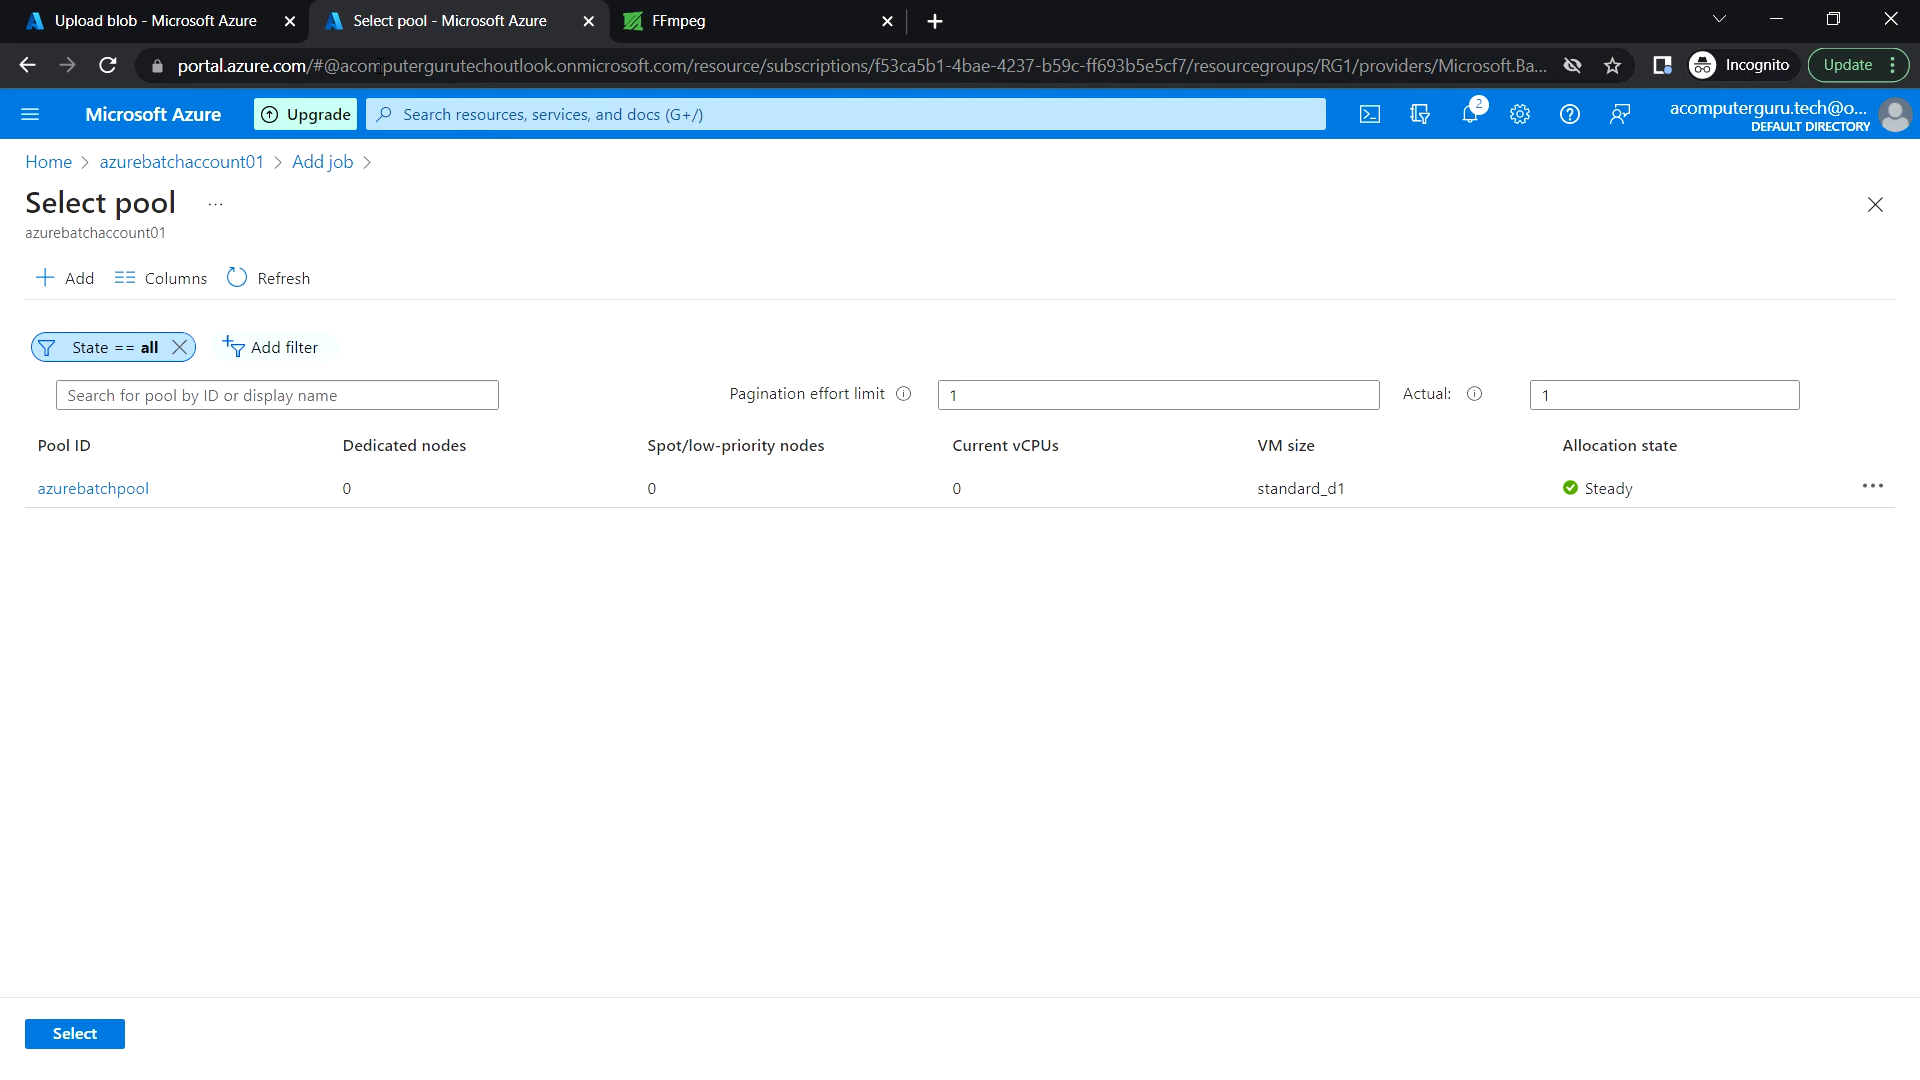 Upload blob - Microsoft Azure
Select pool - Microsoft Azure
FFmpeg
portal.azure.com/#@acomputergurutechoutlook.onmicrosoft.com/resource/subscriptions/f53ca5b1-4bae-4237-b59c-ff693b5e5cf7/resourcegroups/RG1/providers/Microsoft.Ba...
Incognito
Update
Microsoft Azure
Upgrade
Search resources, services, and docs (G+/)
2
acomputerguru.tech@o...
DEFAULT DIRECTORY
Home > azurebatchaccount01 > Add job >
Select pool ...
azurebatchaccount01
Add Columns Refresh
State == all
Add filter
Search for pool by ID or display name
Pagination effort limit 1 Actual: 1
Pool ID Dedicated nodes Spot/low-priority nodes Current vCPUs VM size Allocation state
azurebatchpool 0 0 0 standard_d1 Steady
Select